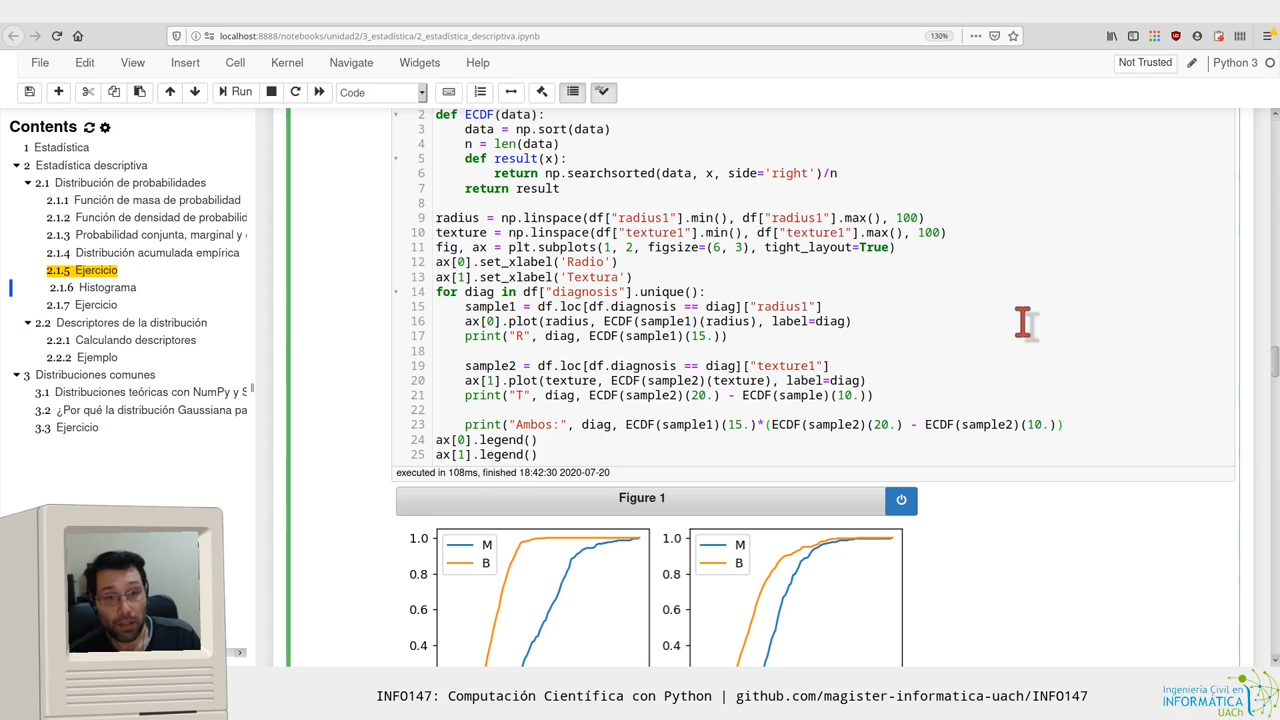 localhost:8888/notebooks/unidad2/3_estadística/2_estadística_descriptiva.ipynb
130%
File Edit View Insert Cell Kernel Navigate Widgets Help
Not Trusted
Python 3
Run
Code
Contents
1 Estadística
2 Estadística descriptiva
2.1 Distribución de probabilidades
2.1.1 Función de masa de probabilidad
2.1.2 Función de densidad de probabilid
2.1.3 Probabilidad conjunta, marginal y
2.1.4 Distribución acumulada empírica
2.1.5 Ejercicio
2.1.6 Histograma
2.1.7 Ejercicio
2.2 Descriptores de la distribución
2.2.1 Calculando descriptores
2.2.2 Ejemplo
3 Distribuciones comunes
3.1 Distribuciones teóricas con NumPy y S
3.2 ¿Por qué la distribución Gaussiana pa
3.3 Ejercicio
2 def ECDF(data):
3 data = np.sort(data)
4 n = len(data)
5 def result(x):
6 return np.searchsorted(data, x, side='right')/n
7 return result
8
9 radius = np.linspace(df["radius1"].min(), df["radius1"].max(), 100)
10 texture = np.linspace(df["texture1"].min(), df["texture1"].max(), 100)
11 fig, ax = plt.subplots(1, 2, figsize=(6, 3), tight_layout=True)
12 ax[0].set_xlabel('Radio')
13 ax[1].set_xlabel('Textura')
14 for diag in df["diagnosis"].unique():
15 sample1 = df.loc[df.diagnosis == diag]["radius1"]
16 ax[0].plot(radius, ECDF(sample1)(radius), label=diag)
17 print("R", diag, ECDF(sample1)(15.))
18
19 sample2 = df.loc[df.diagnosis == diag]["texture1"]
20 ax[1].plot(texture, ECDF(sample2)(texture), label=diag)
21 print("T", diag, ECDF(sample2)(20.) - ECDF(sample)(10.))
22
23 print("Ambos:", diag, ECDF(sample1)(15.)*(ECDF(sample2)(20.) - ECDF(sample2)(10.))
24 ax[0].legend()
25 ax[1].legend()
executed in 108ms, finished 18:42:30 2020-07-20
Figure 1
1.0
0.8
0.6
0.4
M
B
1.0
0.8
0.6
0.4
M
B
INFO147: Computación Científica con Python | github.com/magister-informatica-uach/INFO147
Ingeniería Civil en
INFORMÁTICA
UACh